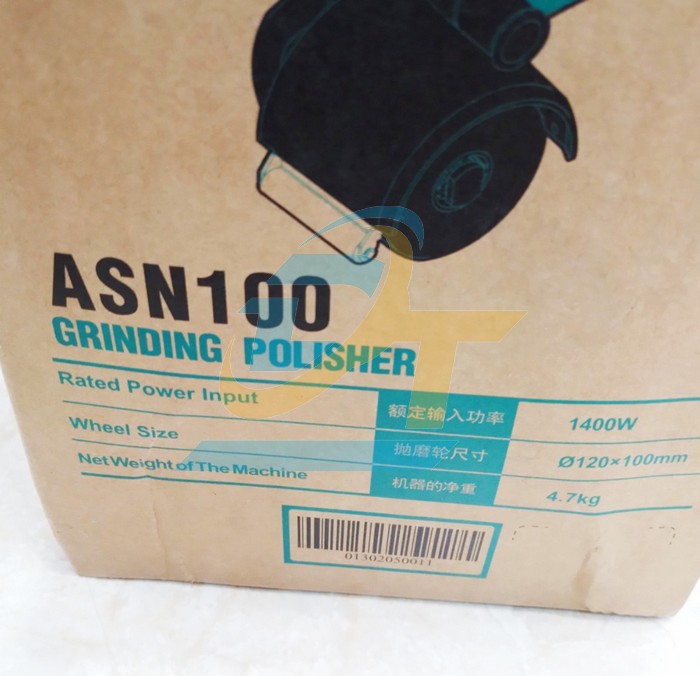 ASN100
GRINDING POLISHER
Rated Power Input 额定输入功率 1400W
Wheel Size 抛磨轮尺寸 Ø120×100mm
Net Weight of The Machine 机器的净重 4.7kg
01302050011
DT